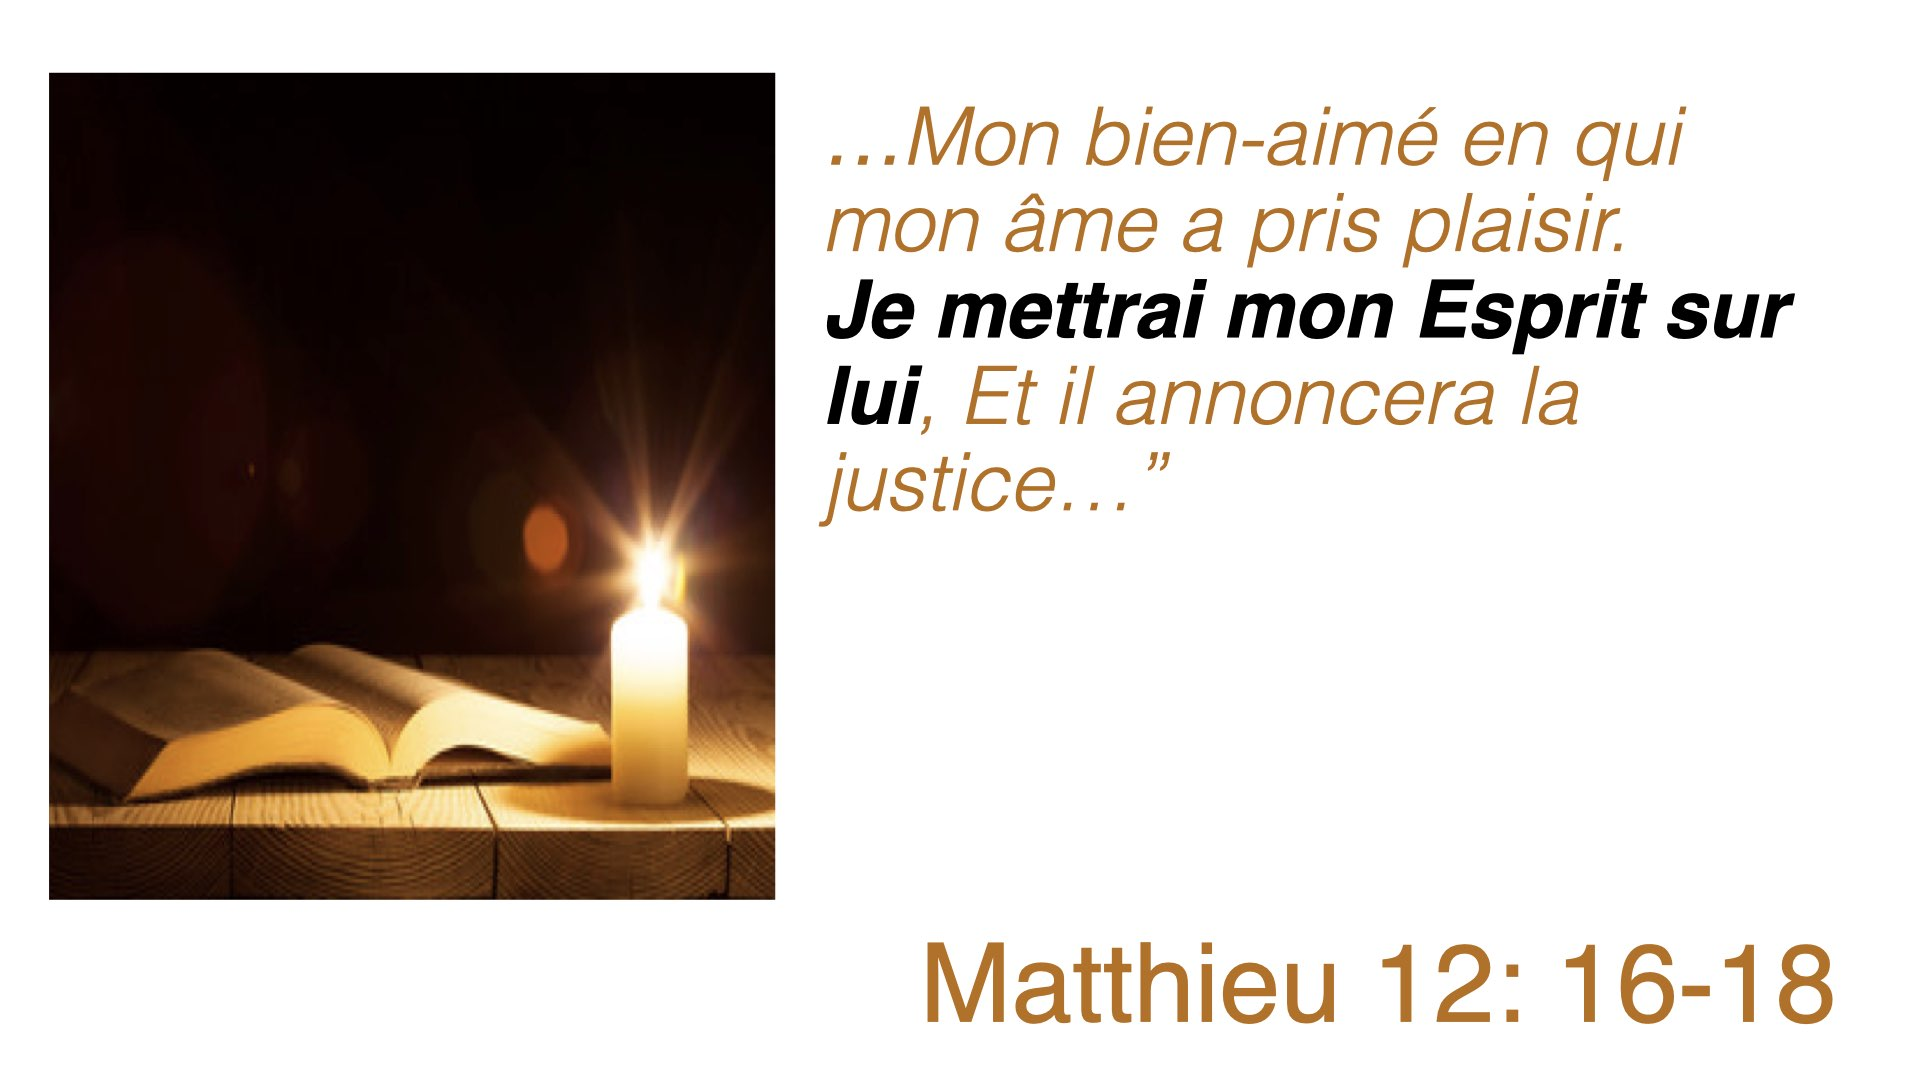 …Mon bien-aimé en qui
mon âme a pris plaisir.
Je mettrai mon Esprit sur
lui, Et il annoncera la
justice…”
Matthieu 12: 16-18